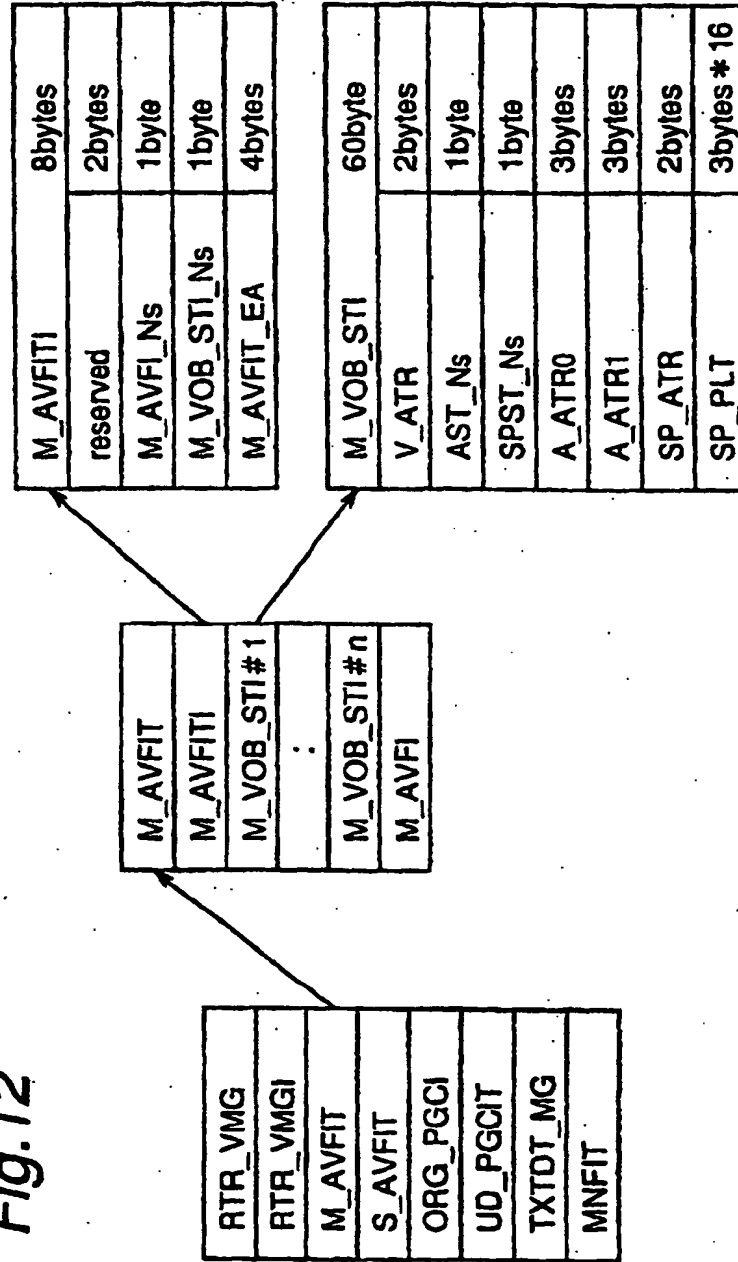 Fig.12
RTR_VMG
RTR_VMGI
M_AVFIT
S_AVFIT
ORG_PGCI
UD_PGCIT
TXTDT_MG
MNFIT
M_AVFIT
M_AVFITI
M_VOB_STI#1
:
M_VOB_STI#n
M_AVFI
M_AVFITI 8bytes
reserved 2bytes
M_AVFI_Ns 1byte
M_VOB_STI_Ns 1byte
M_AVFIT_EA 4bytes
M_VOB_STI 60byte
V_ATR 2bytes
AST_Ns 1byte
SPST_Ns 1byte
A_ATR0 3bytes
A_ATR1 3bytes
SP_ATR 2bytes
SP_PLT 3bytes*16